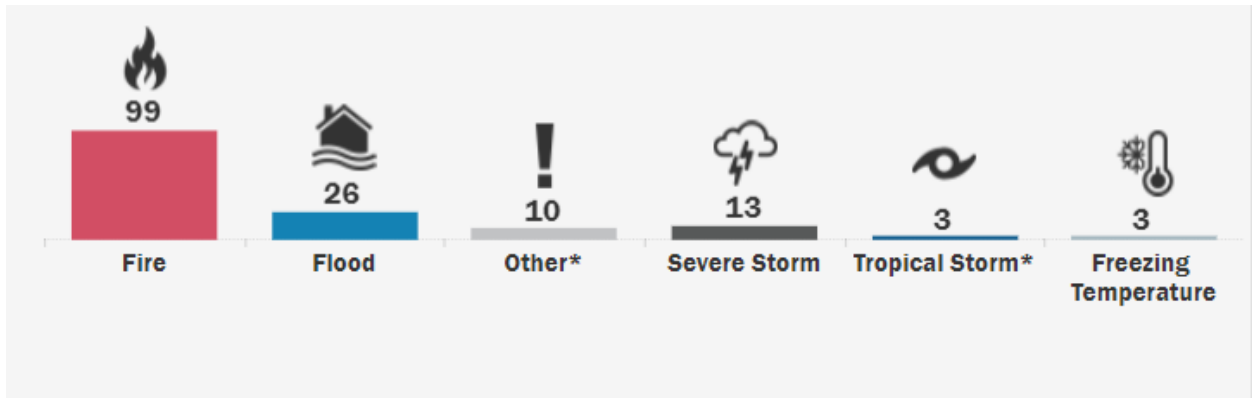 99
26
10
13
3
3
Fire
Flood
Other*
Severe Storm
Tropical Storm*
Freezing
Temperature